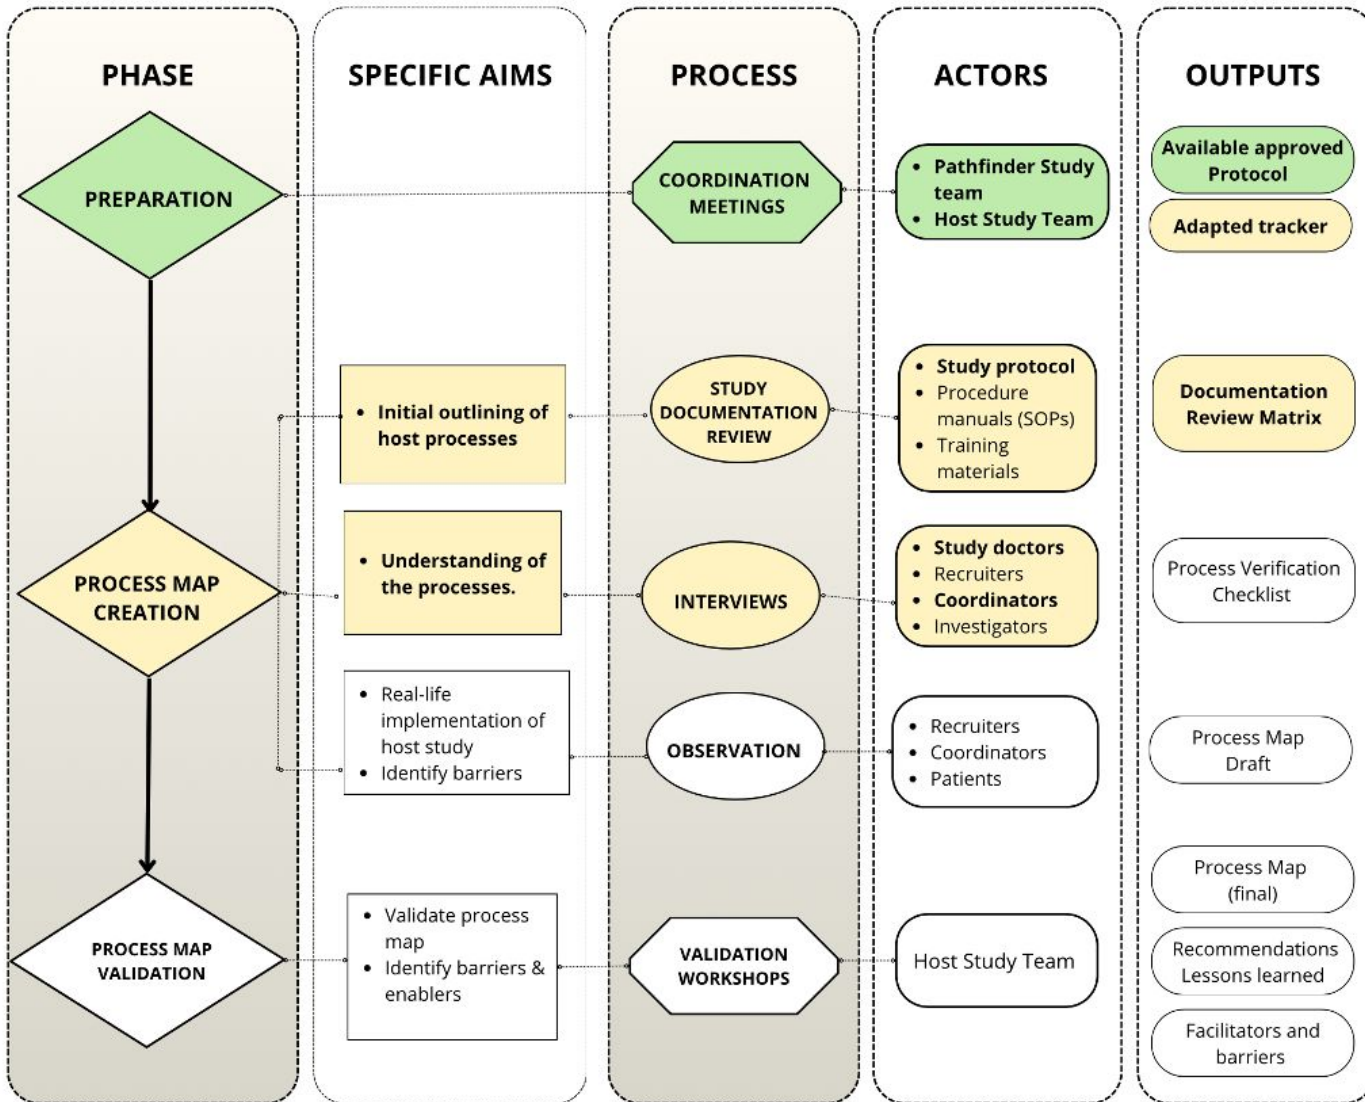 PHASE
SPECIFIC AIMS
PROCESS
ACTORS
OUTPUTS
PREPARATION
COORDINATION
MEETINGS
• Pathfinder Study
team
• Host Study Team
Available approved
Protocol
Adapted tracker
PROCESS MAP
CREATION
• Initial outlining of
host processes
STUDY
DOCUMENTATION
REVIEW
• Study protocol
• Procedure
manuals (SOPs)
• Training
materials
Documentation
Review Matrix
• Understanding of
the processes.
INTERVIEWS
• Study doctors
• Recruiters
• Coordinators
• Investigators
Process Verification
Checklist
• Real-life
implementation of
host study
• Identify barriers
OBSERVATION
• Recruiters
• Coordinators
• Patients
Process Map
Draft
PROCESS MAP
VALIDATION
• Validate process
map
• Identify barriers &
enablers
VALIDATION
WORKSHOPS
Host Study Team
Process Map
(final)
Recommendations
Lessons learned
Facilitators and
barriers